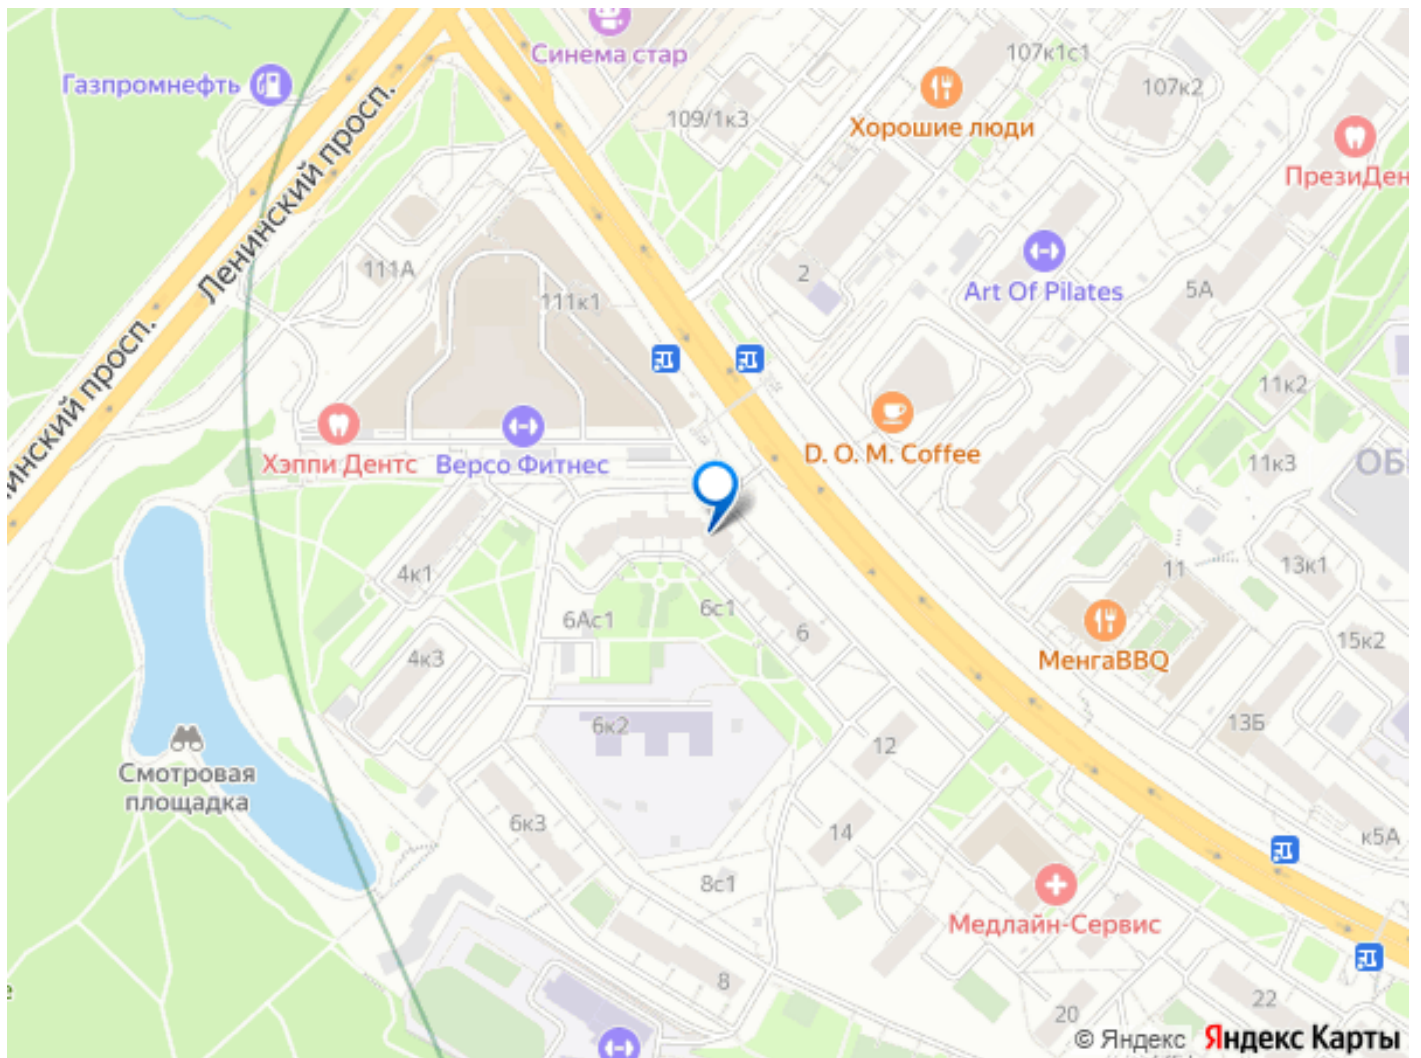 Синема стар
107к1с1
Газпромнефть
107к2
109/1к3
Хорошие люди
ПрезиДен
Ленинский просп.
111А
2
Art Of Pilates
5А
111к1
нинский просп.
11к2
D. O. M. Coffee
Хэппи Дентс
Версо Фитнес
11к3
ОБ
4к1
11
13к1
6Ас1
6с1
6
4к3
МенгаBBQ
15к2
6к2
13Б
12
Смотровая
площадка
6к3
14
к5А
8с1
Медлайн-Сервис
8
е
20
22
© Яндекс Яндекс Карты